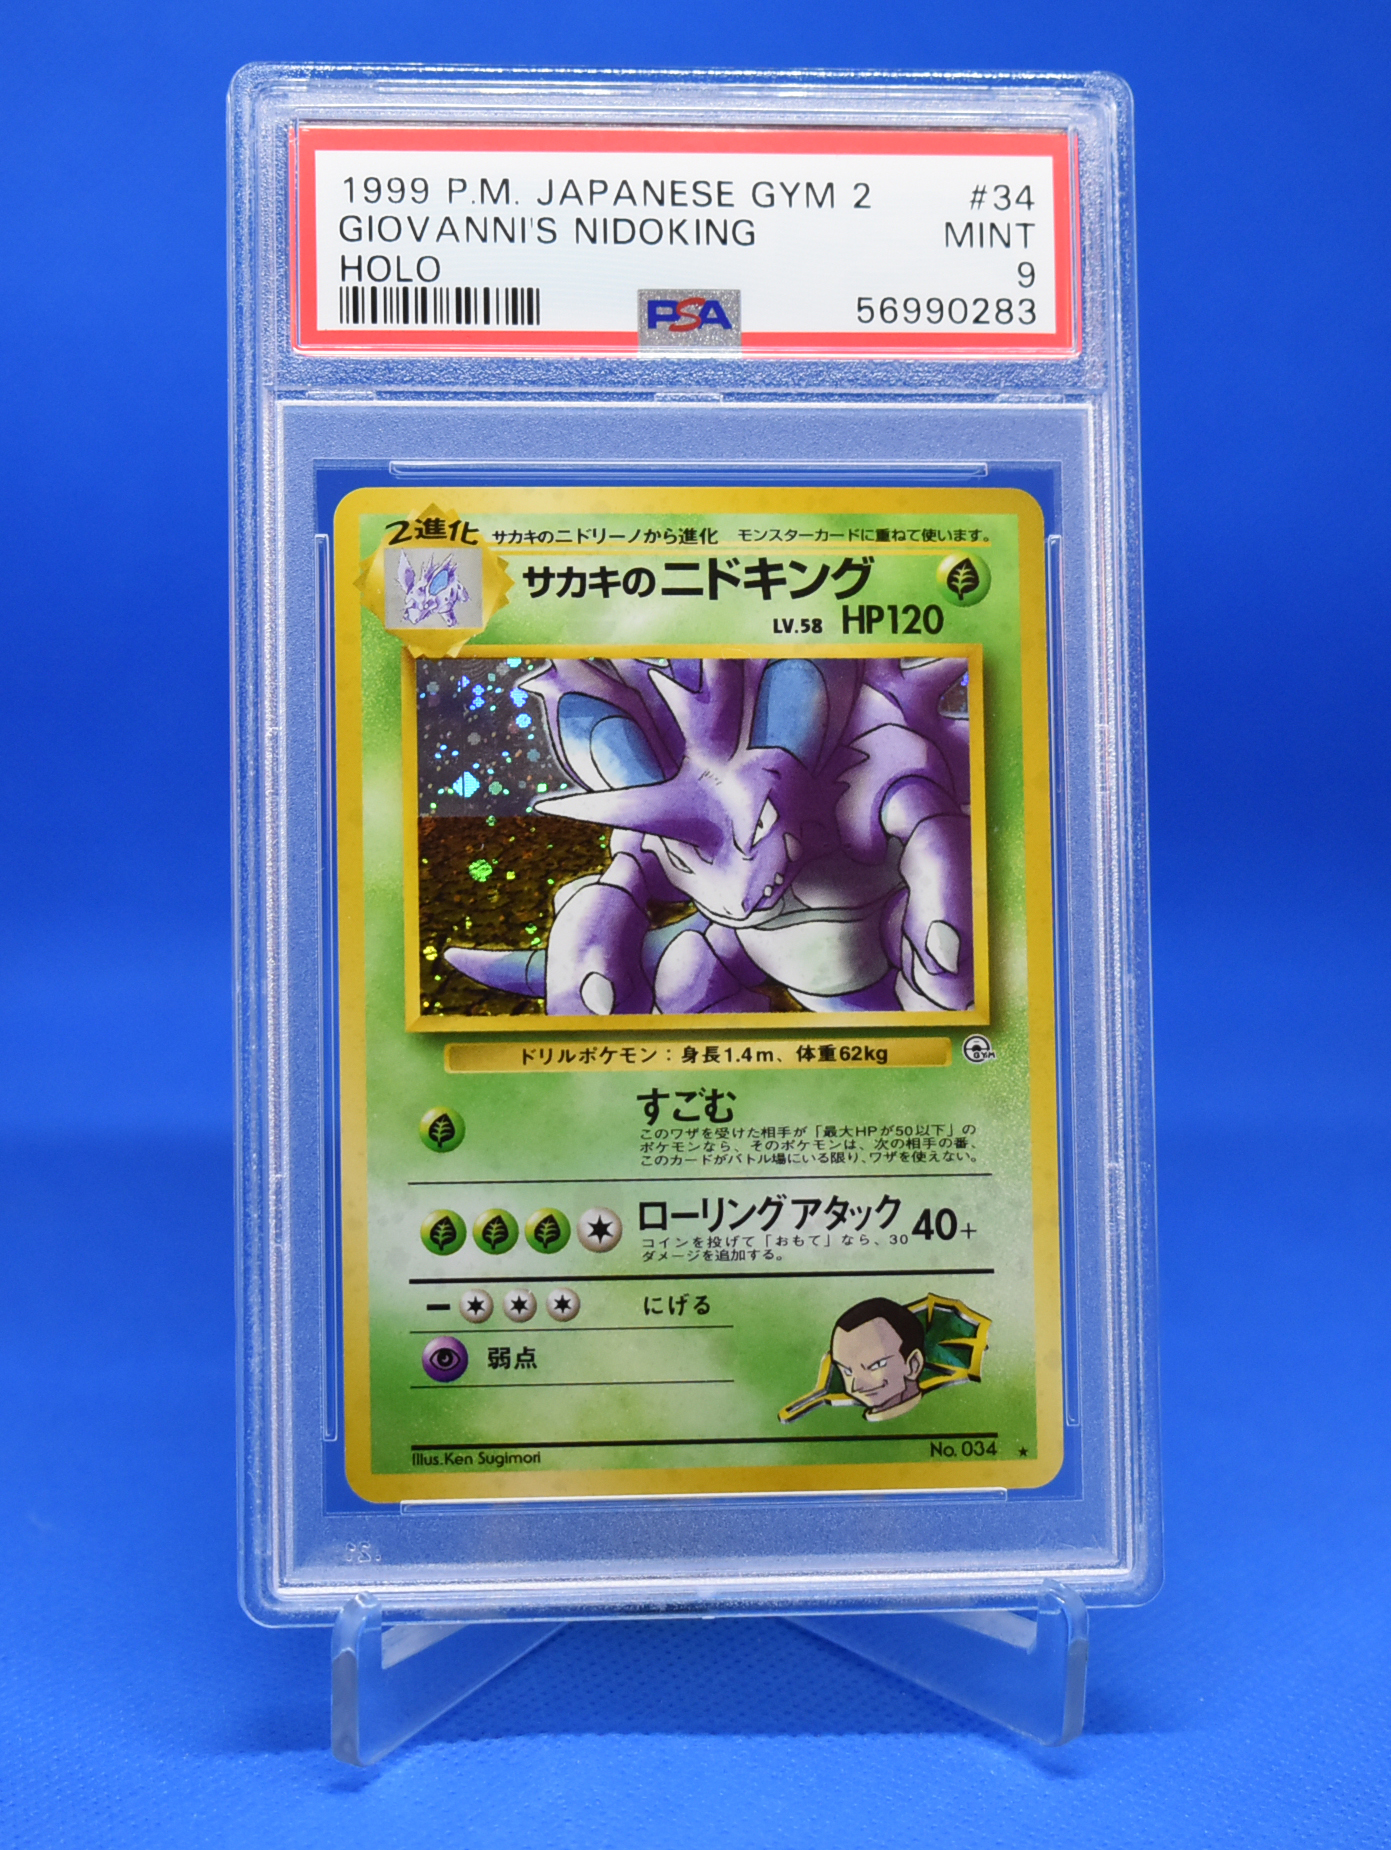 1999 P.M. JAPANESE GYM 2 #34
GIOVANNI'S NIDOKING MINT
HOLO 9
PSA 56990283
2進化 サカキのニドリーノから進化 モンスターカードに重ねて使います。
サカキのニドキング
LV.58 HP120
ドリルポケモン：身長1.4m、体重62kg
GYM
すごむ
このワザを受けた相手が「最大HPが50以下」の
ポケモンなら、そのポケモンは、次の相手の番、
このカードがバトル場にいる限り、ワザを使えない。
ローリングアタック 40+
コインを投げて「おもて」なら、30
ダメージを追加する。
ー にげる
弱点
Illus.Ken Sugimori No. 034 ★